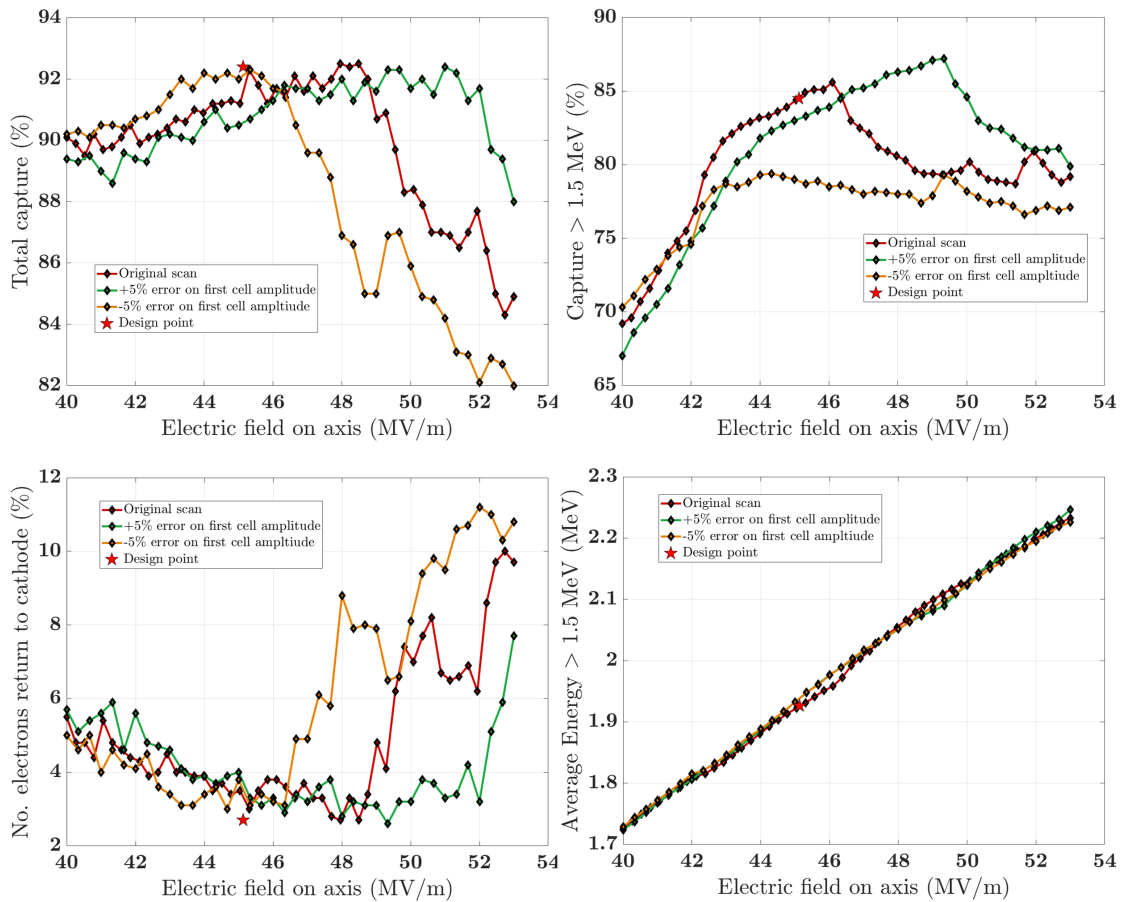 94
92
90
88
86
84
82
40
42
44
46
48
50
52
54
Total capture (%)
Electric field on axis (MV/m)
Original scan
+5% error on first cell amplitude
-5% error on first cell ampltiude
Design point
90
85
80
75
70
65
40
42
44
46
48
50
52
54
Capture > 1.5 MeV (%)
Electric field on axis (MV/m)
Original scan
+5% error on first cell ampltiude
-5% error on first cell ampltiude
Design point
12
10
8
6
4
2
40
42
44
46
48
50
52
54
No. electrons return to cathode (%)
Electric field on axis (MV/m)
Original scan
+5% error on first cell amplitude
-5% error on first cell ampltiude
Design point
2.3
2.2
2.1
2
1.9
1.8
1.7
40
42
44
46
48
50
52
54
Average Energy > 1.5 MeV (MeV)
Electric field on axis (MV/m)
Original scan
+5% error on first cell amplitude
-5% error on first cell ampltiude
Design point